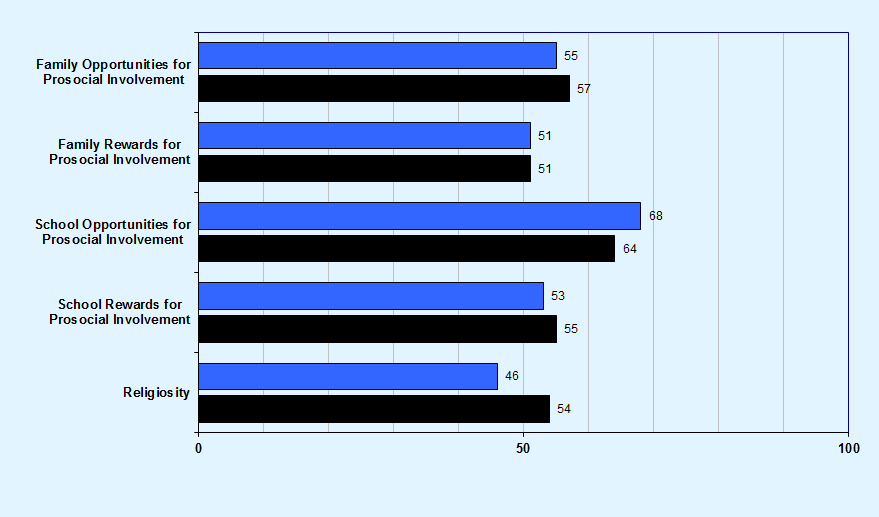 Family Opportunities for
Prosocial Involvement
55
57
Family Rewards for
Prosocial Involvement
51
51
School Opportunities for
Prosocial Involvement
68
64
School Rewards for
Prosocial Involvement
53
55
Religiosity
46
54
0
50
100